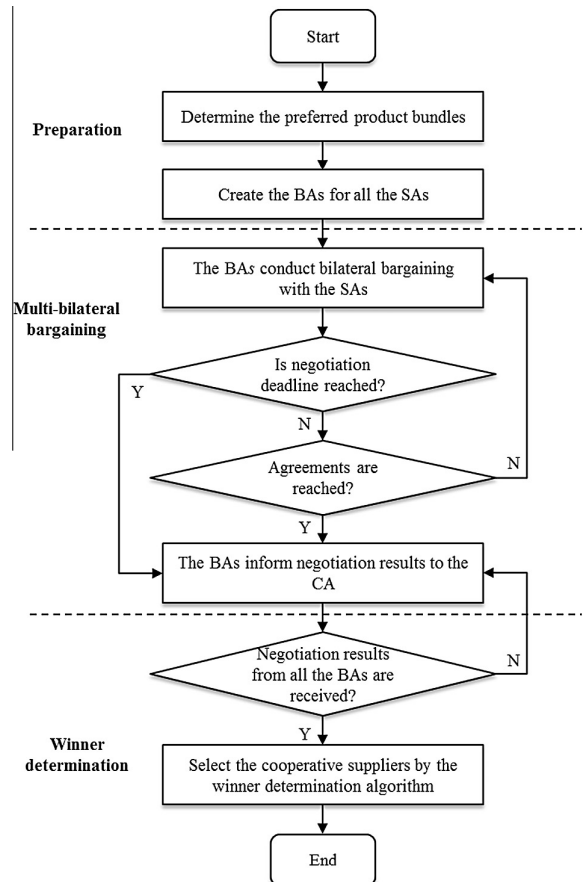 Start
Determine the preferred product bundles
Preparation
Create the BAs for all the SAs
The BAs conduct bilateral bargaining
with the SAs
Multi-bilateral
bargaining
Is negotiation
deadline reached?
Y
N
Agreements are
reached?
N
Y
The BAs inform negotiation results to the
CA
Negotiation results
from all the BAs are
received?
N
Y
Winner
determination
Select the cooperative suppliers by the
winner determination algorithm
End